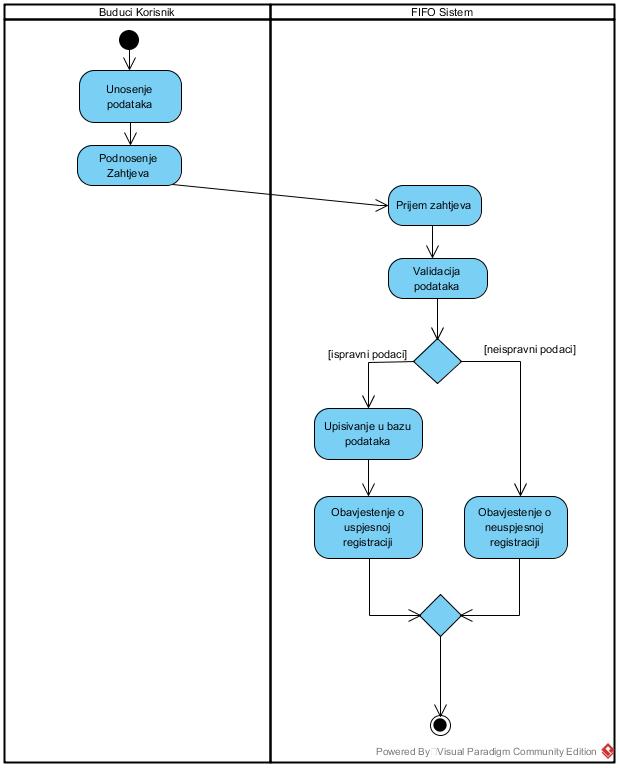 Buduci Korisnik
FIFO Sistem
Unosenje
podataka
Podnosenje
Zahtjeva
Prijem zahtjeva
Validacija
podataka
[ispravni podaci]
[neispravni podaci]
Upisivanje u bazu
podataka
Obavjestenje o
uspjesnoj
registraciji
Obavjestenje o
neuspjesnoj
registraciji
Powered By Visual Paradigm Community Edition